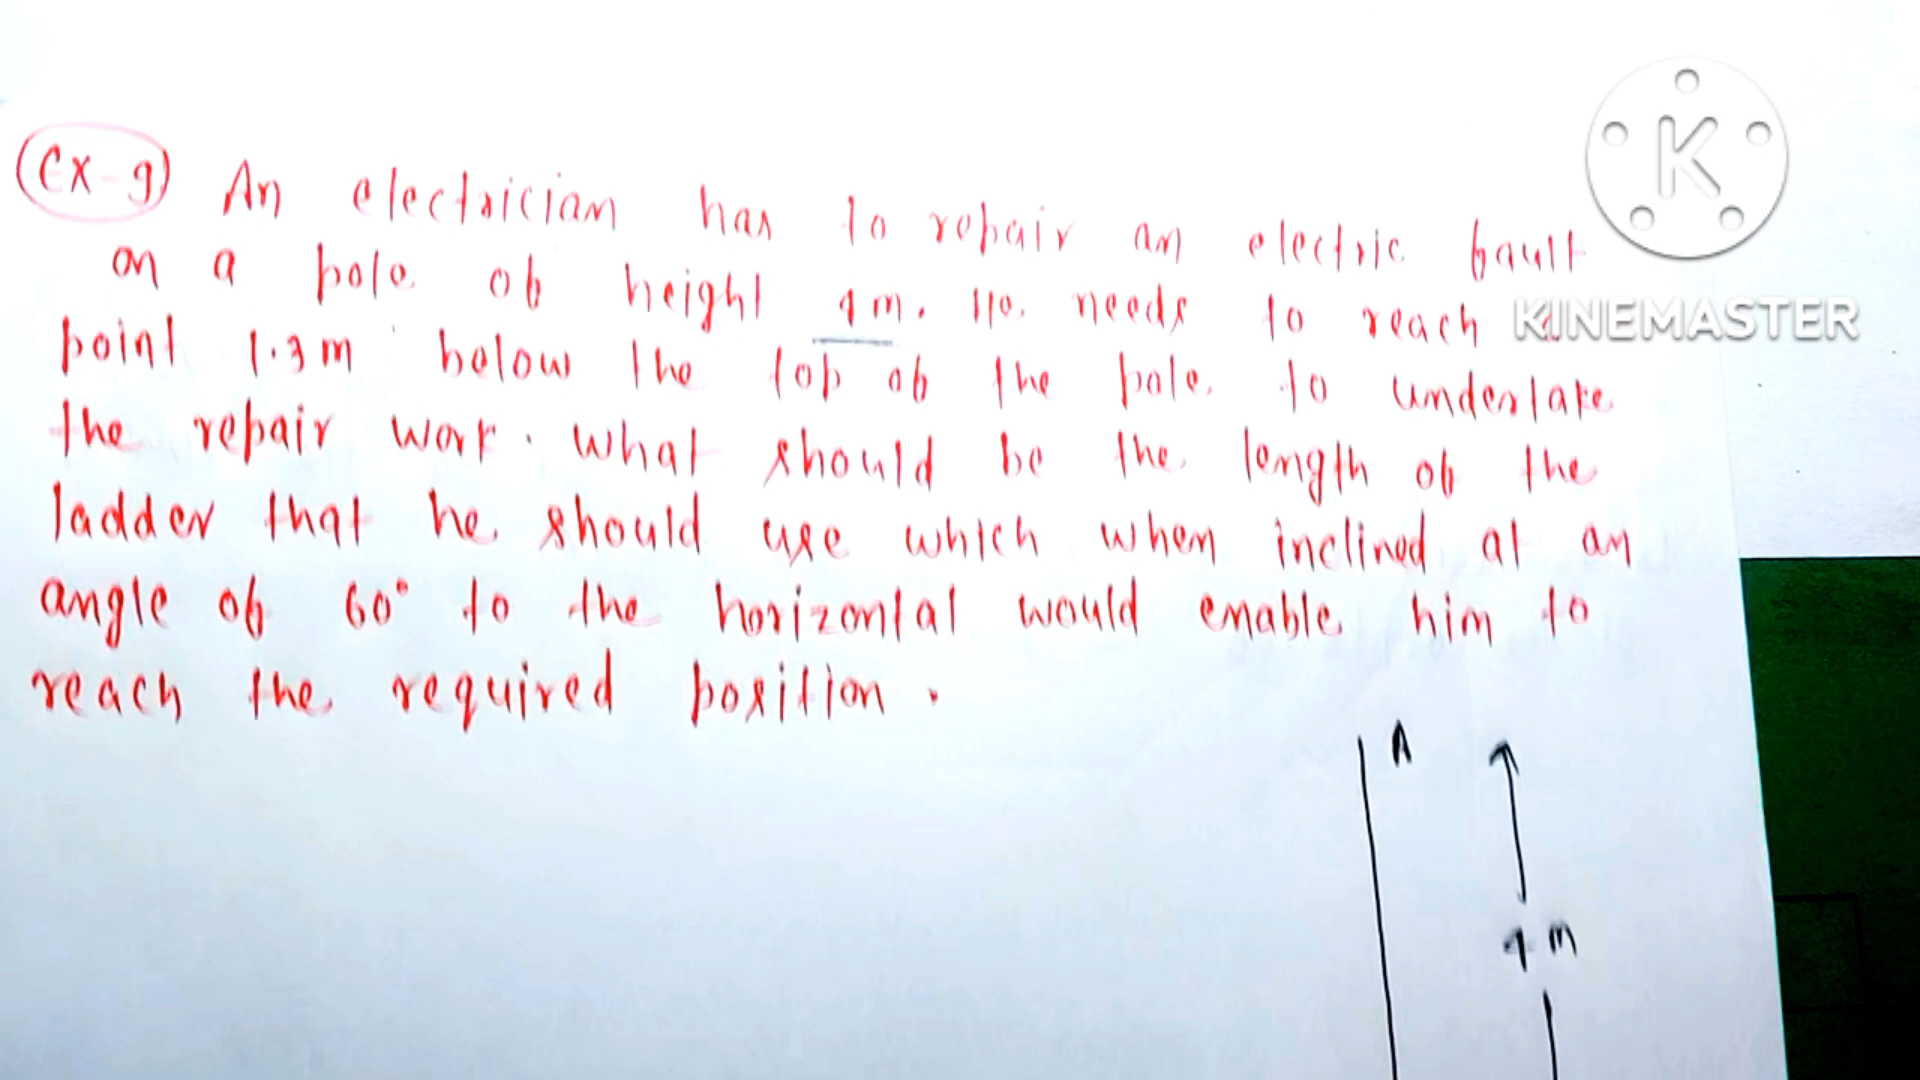 Ex-9) An electrician has to repair an electric fault
on a pole of height 4m. He needs to reach a
point 1.3m below the top of the pole to undertake
the repair work. what should be the length of the
ladder that he should use which when inclined at an
angle of 60° to the horizontal would enable him to
reach the required position.
K
KINEMASTER
A
4 m